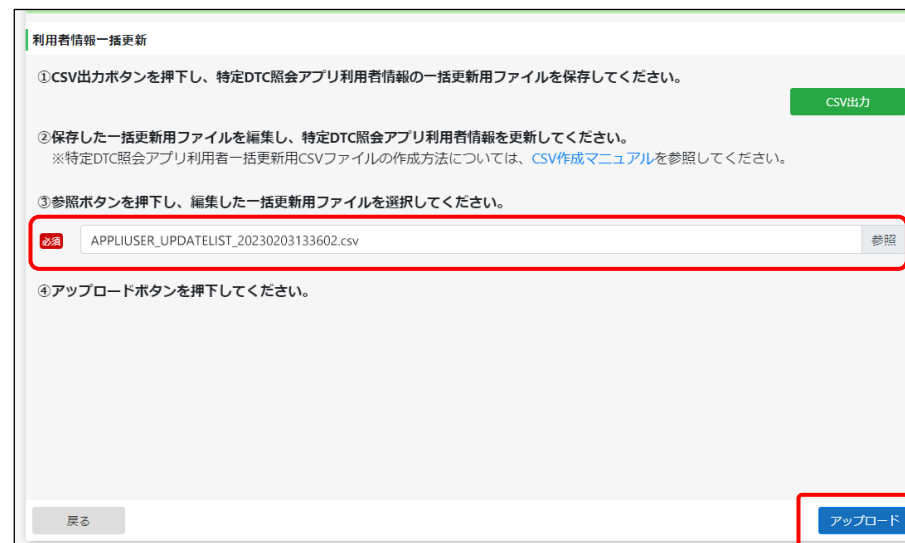 利用者情報一括更新
①CSV出力ボタンを押下し、特定DTC照会アプリ利用者情報の一括更新用ファイルを保存してください。
CSV出力
②保存した一括更新用ファイルを編集し、特定DTC照会アプリ利用者情報を更新してください。
※特定DTC照会アプリ利用者一括更新用CSVファイルの作成方法については、CSV作成マニュアルを参照してください。
③参照ボタンを押下し、編集した一括更新用ファイルを選択してください。
必須 APPLIUSER_UPDATELIST_20230203133602.csv 参照
④アップロードボタンを押下してください。
戻る アップロード